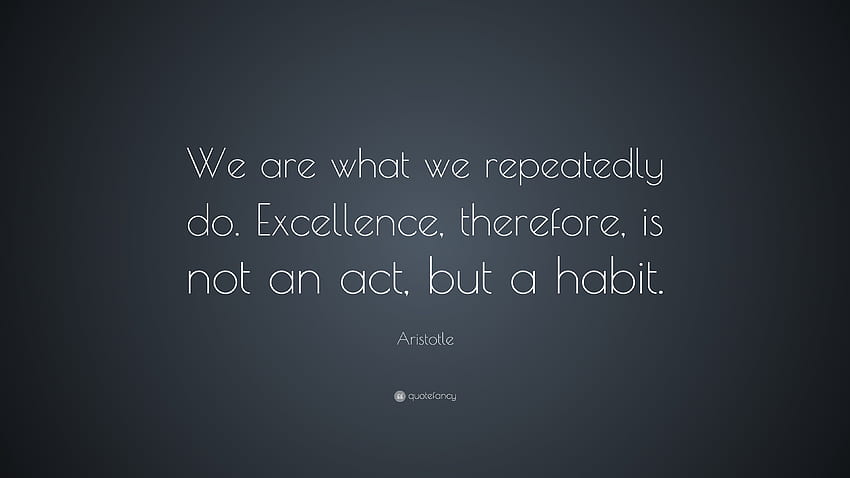 We are what we repeatedly
do. Excellence, therefore, is
not an act, but a habit.
Aristotle
quotefancy